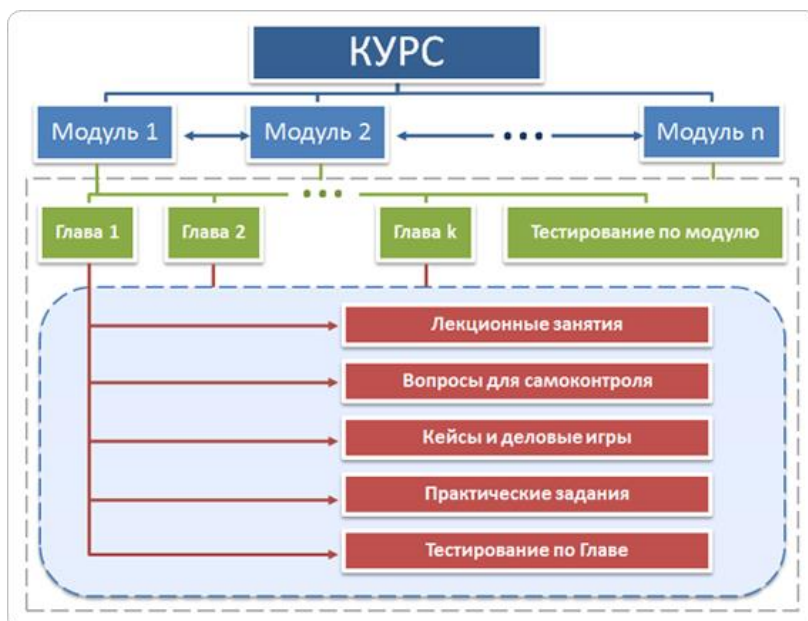 КУРС
Модуль 1
Модуль 2
• • •
Модуль n
• • •
Глава 1
Глава 2
Глава k
Тестирование по модулю
Лекционные занятия
Вопросы для самоконтроля
Кейсы и деловые игры
Практические задания
Тестирование по Главе